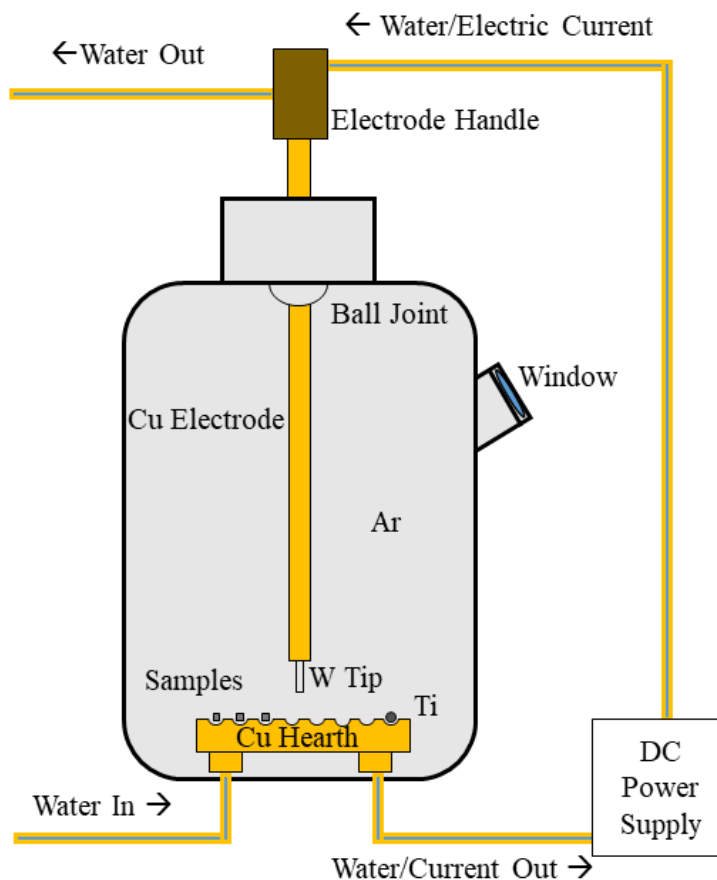 ← Water/Electric Current
←Water Out
Electrode Handle
Ball Joint
Window
Cu Electrode
Ar
W Tip
Samples
Ti
Cu Hearth
DC
Power
Supply
Water In →
Water/Current Out →